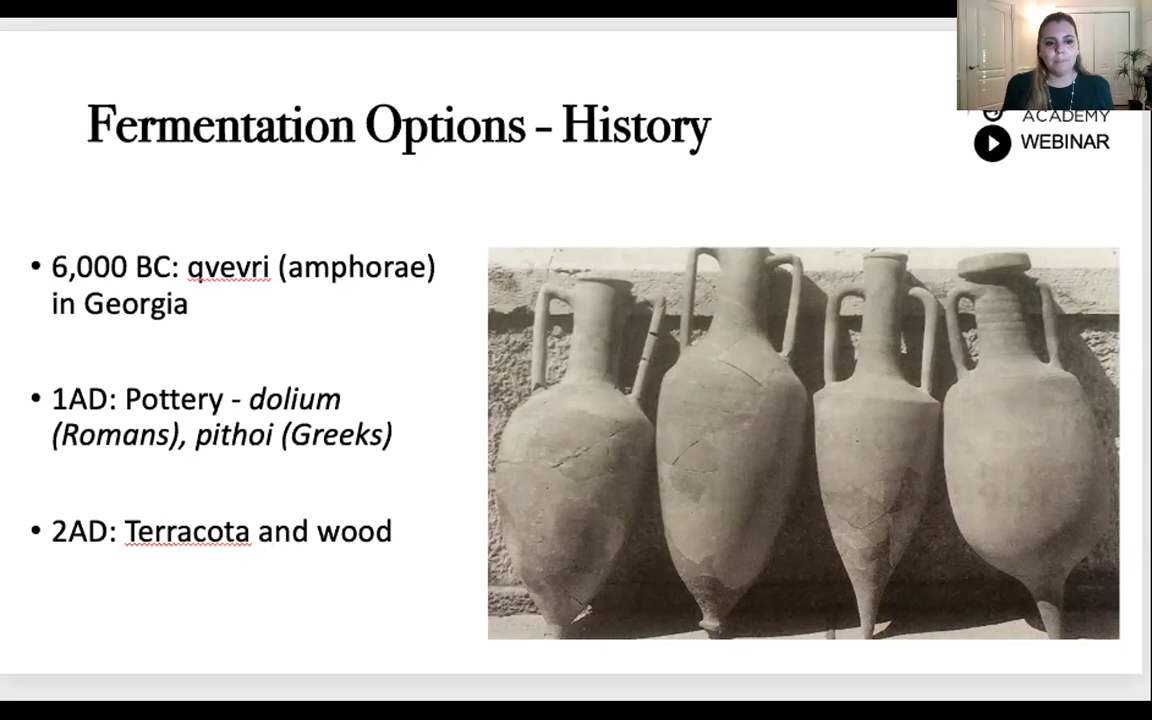 Fermentation Options - History
ACADEMY
WEBINAR
• 6,000 BC: qvevri (amphorae)
in Georgia
• 1AD: Pottery - dolium
(Romans), pithoi (Greeks)
• 2AD: Terracota and wood